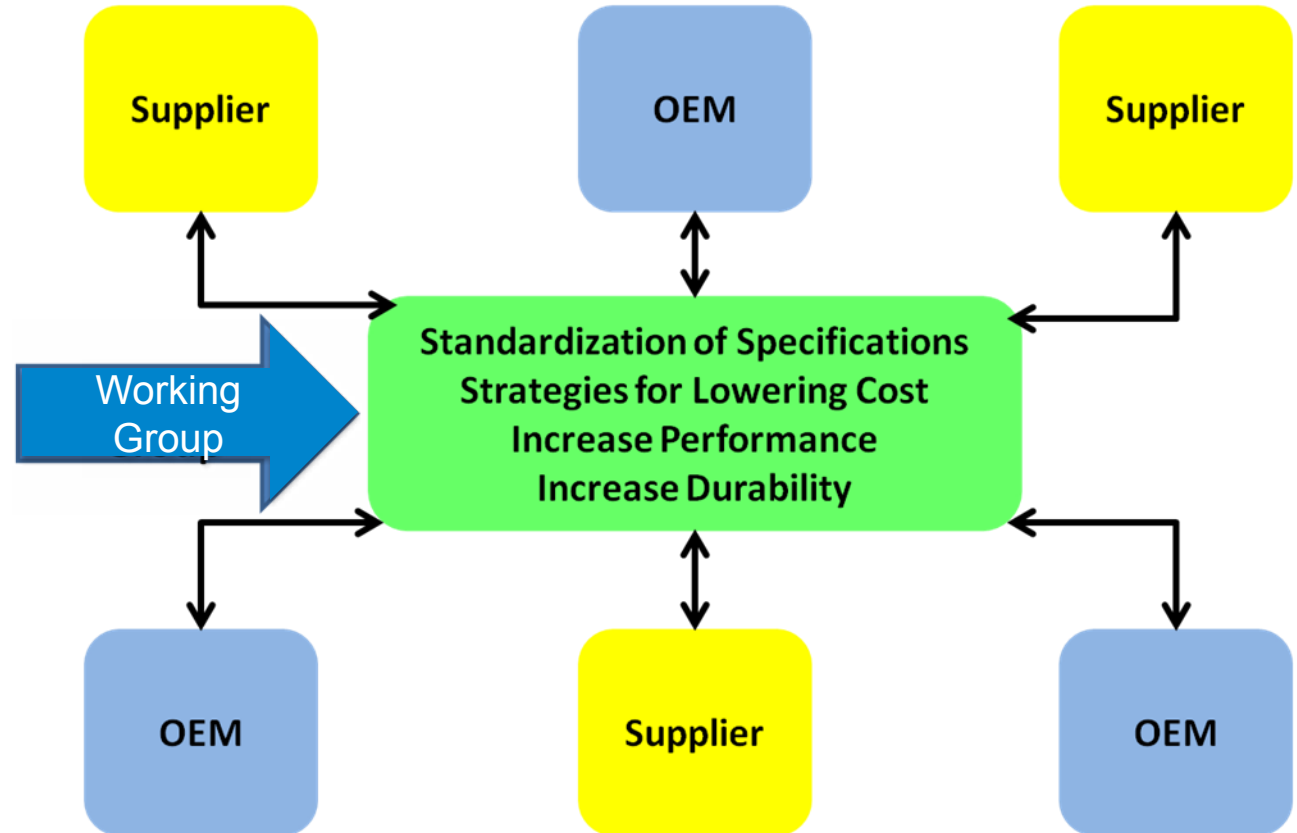 Supplier
OEM
Supplier
Working
Group
Standardization of Specifications
Strategies for Lowering Cost
Increase Performance
Increase Durability
OEM
Supplier
OEM